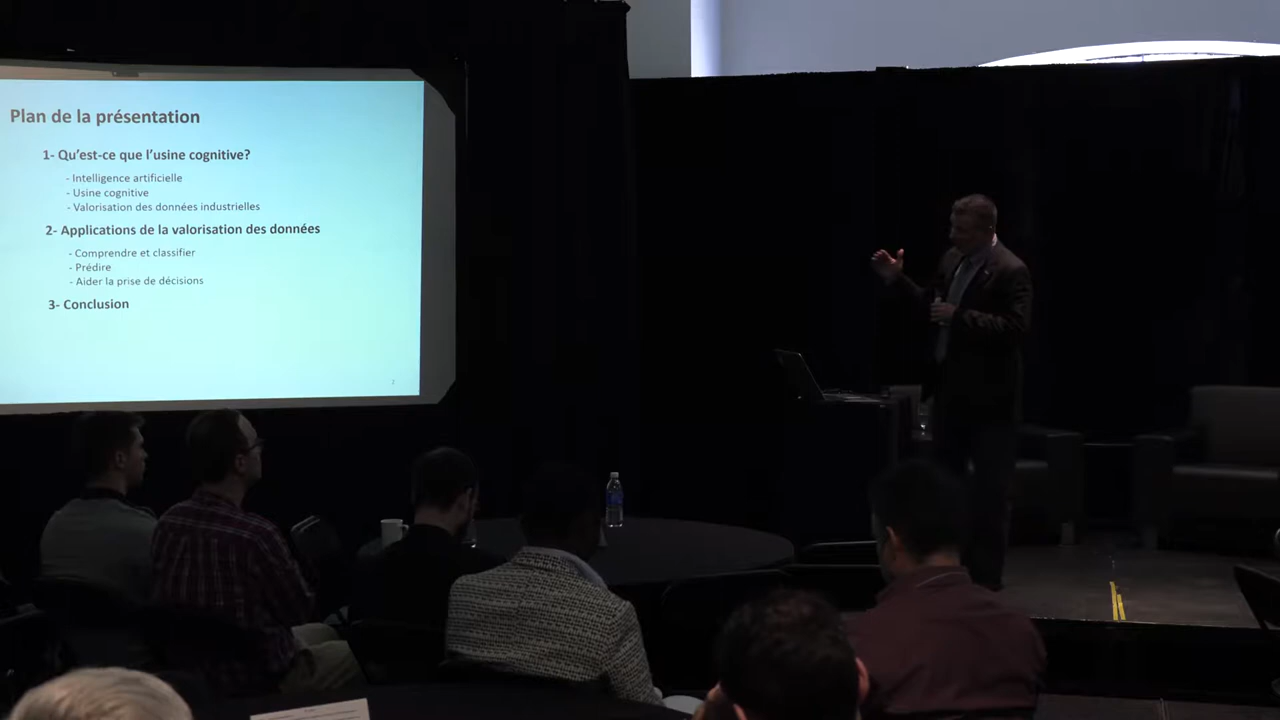 Plan de la présentation
1- Qu'est-ce que l'usine cognitive?
- Intelligence artificielle
- Usine cognitive
- Valorisation des données industrielles
2- Applications de la valorisation des données
- Comprendre et classifier
- Prédire
- Aider la prise de décisions
3- Conclusion